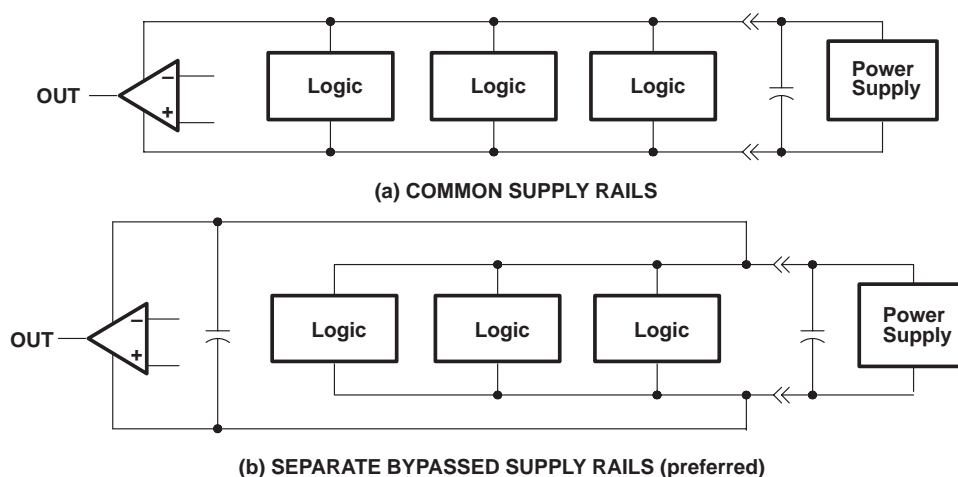 OUT
−
+
Logic
Logic
Logic
Power
Supply
(a) COMMON SUPPLY RAILS
OUT
−
+
Logic
Logic
Logic
Power
Supply
(b) SEPARATE BYPASSED SUPPLY RAILS (preferred)